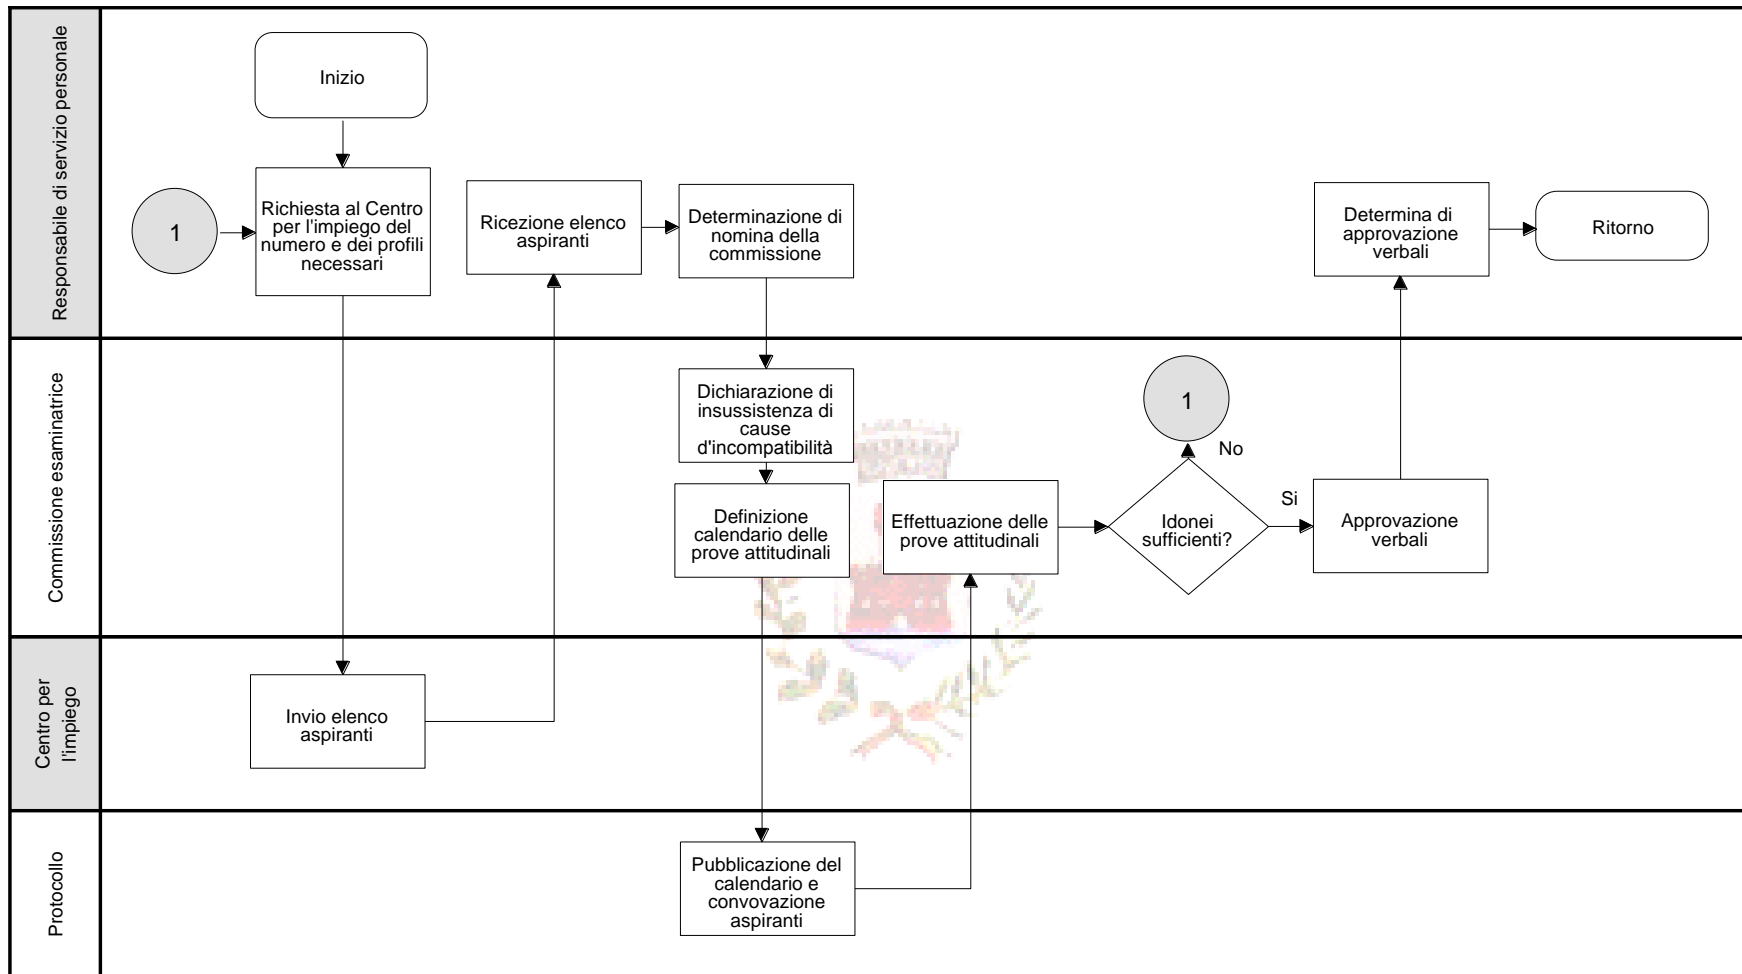 Responsabile di servizio personale
Inizio
1
Richiesta al Centro
per l'impiego del
numero e dei profili
necessari
Ricezione elenco
aspiranti
Determinazione di
nomina della
commissione
Determina di
approvazione
verbali
Ritorno
Commissione esaminatrice
Dichiarazione di
insussistenza di
cause
d'incompatibilità
Definizione
calendario delle
prove attitudinali
Effettuazione delle
prove attitudinali
1
No
Idonei
sufficienti?
Si
Approvazione
verbali
Centro per
l'impiego
Invio elenco
aspiranti
Protocollo
Pubblicazione del
calendario e
convovazione
aspiranti